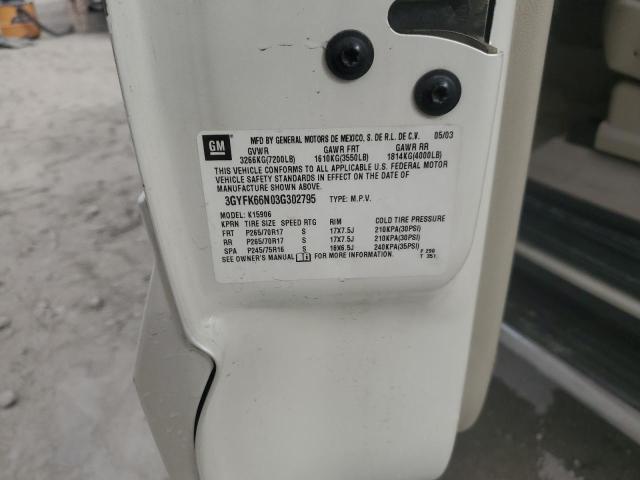 GM
MFD BY GENERAL MOTORS DE MEXICO, S. DE R.L. DE C.V. 05/03
GVWR GAWR FRT GAWR RR
3266KG(7200LB) 1610KG(3550LB) 1814KG(4000LB)
THIS VEHICLE CONFORMS TO ALL APPLICABLE U.S. FEDERAL MOTOR
VEHICLE SAFETY STANDARDS IN EFFECT ON THE DATE OF
MANUFACTURE SHOWN ABOVE.
3GYFK66N03G302795 TYPE: M.P.V.
MODEL: K15906
KPRN TIRE SIZE SPEED RTG RIM COLD TIRE PRESSURE
FRT P265/70R17 S 17X7.5J 210KPA(30PSI)
RR P265/70R17 S 17X7.5J 210KPA(30PSI)
SPA P245/75R16 S 16X6.5J 240KPA(35PSI)
SEE OWNER'S MANUAL FOR MORE INFORMATION.
F 298
T 351